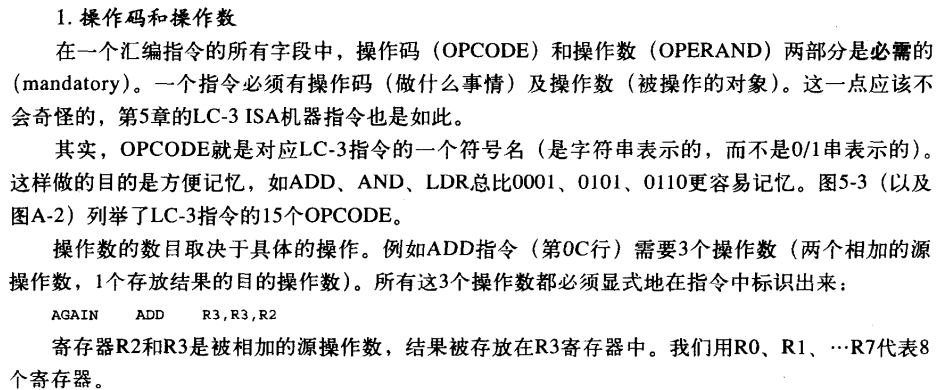 1. 操作码和操作数
在一个汇编指令的所有字段中，操作码（OPCODE）和操作数（OPERAND）两部分是必需的
（mandatory）。一个指令必须有操作码（做什么事情）及操作数（被操作的对象）。这一点应该不
会奇怪的，第5章的LC-3 ISA机器指令也是如此。
其实，OPCODE就是对应LC-3指令的一个符号名（是字符串表示的，而不是0/1串表示的）。
这样做的目的是方便记忆，如ADD、AND、LDR总比0001、0101、0110更容易记忆。图5-3（以及
图A-2）列举了LC-3指令的15个OPCODE。
操作数的数目取决于具体的操作。例如ADD指令（第0C行）需要3个操作数（两个相加的源
操作数，1个存放结果的目的操作数）。所有这3个操作数都必须显式地在指令中标识出来：
AGAIN ADD R3,R3,R2
寄存器R2和R3是被相加的源操作数，结果被存放在R3寄存器中。我们用R0、R1、…R7代表8
个寄存器。